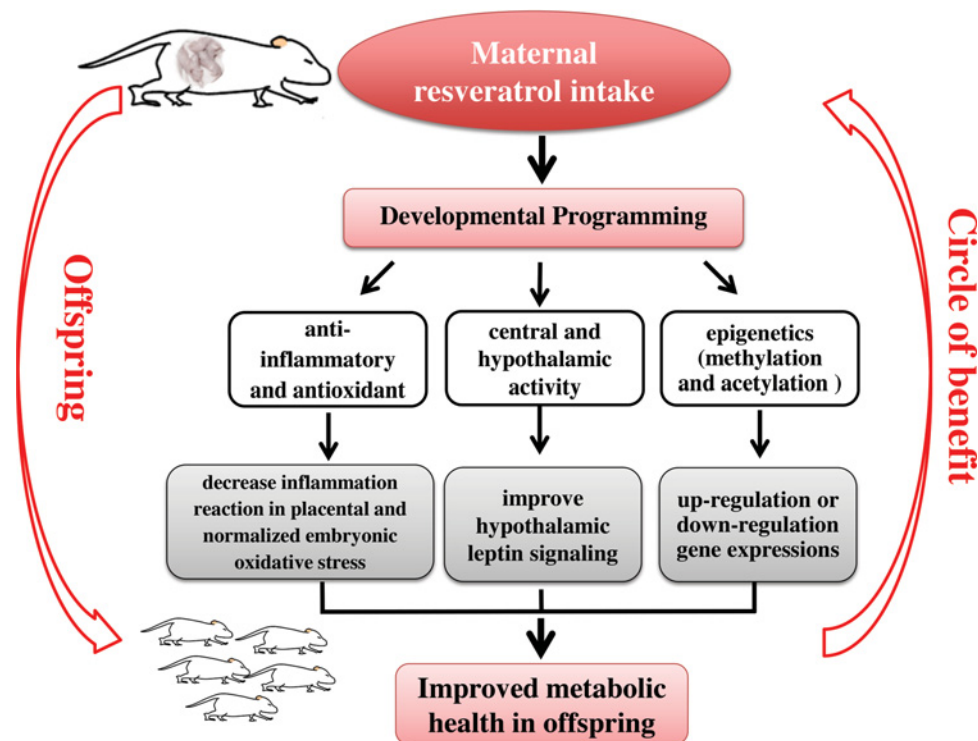 Maternal
resveratrol intake
Developmental Programming
anti-
inflammatory
and antioxidant
central and
hypothalamic
activity
epigenetics
(methylation
and acetylation )
decrease inflammation
reaction in placental and
normalized embryonic
oxidative stress
improve
hypothalamic
leptin signaling
up-regulation or
down-regulation
gene expressions
Improved metabolic
health in offspring
Offspring
Circle of benefit